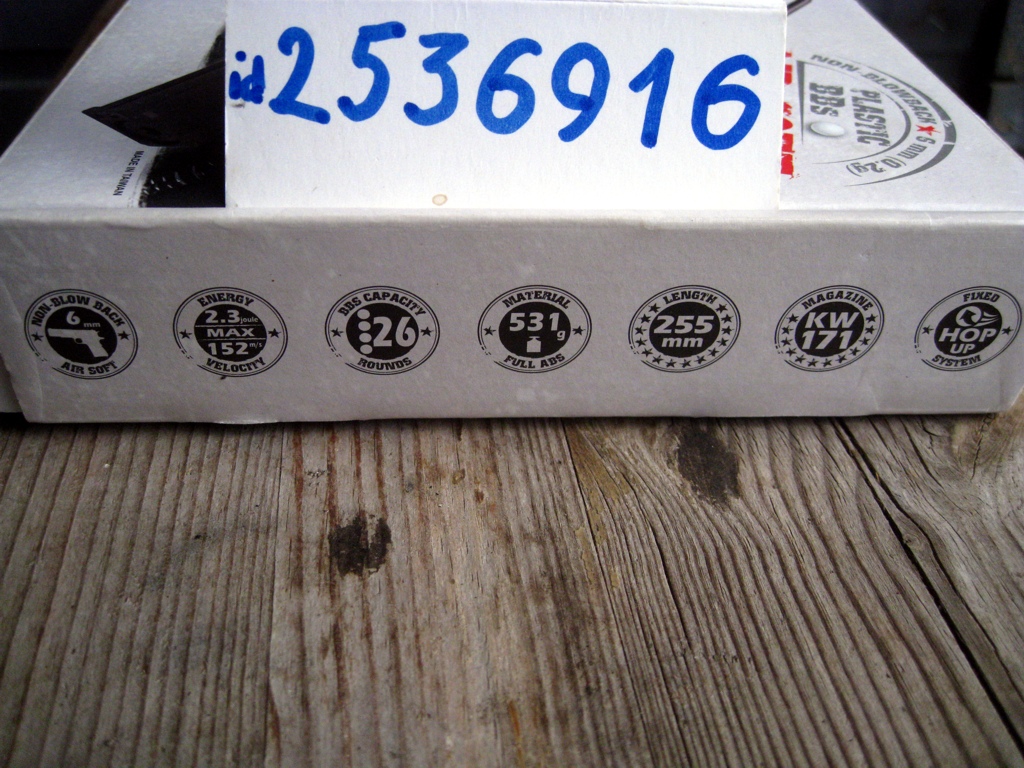 id 2536916
MADE IN TAIWAN
NON-BLOWBACK ★ 6 mm (0.2g)
PLASTIC
BBS
NON-BLOW BACK
6 mm
AIR SOFT
ENERGY
2.3 joule
MAX
152 m/s
VELOCITY
BBS CAPACITY
26
ROUNDS
MATERIAL
531 g
FULL ABS
LENGTH
255
mm
MAGAZINE
KW
171
FIXED
HOP
UP
SYSTEM